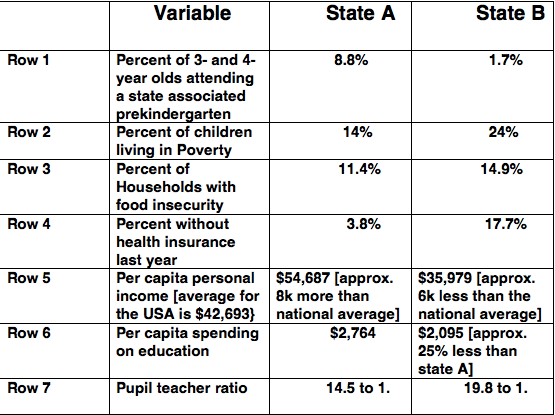 Variable State A State B
Row 1 Percent of 3- and 4- 8.8% 1.7%
year olds attending
a state associated
prekindergarten
Row 2 Percent of children 14% 24%
living in Poverty
Row 3 Percent of 11.4% 14.9%
Households with
food insecurity
Row 4 Percent without 3.8% 17.7%
health insurance
last year
Row 5 Per capita personal $54,687 [approx. $35,979 [approx.
income [average for 8k more than 6k less than the
the USA is $42,693} national average] national average]
Row 6 Per capita spending $2,764 $2,095 [approx.
on education 25% less than
state A]
Row 7 Pupil teacher ratio 14.5 to 1. 19.8 to 1.